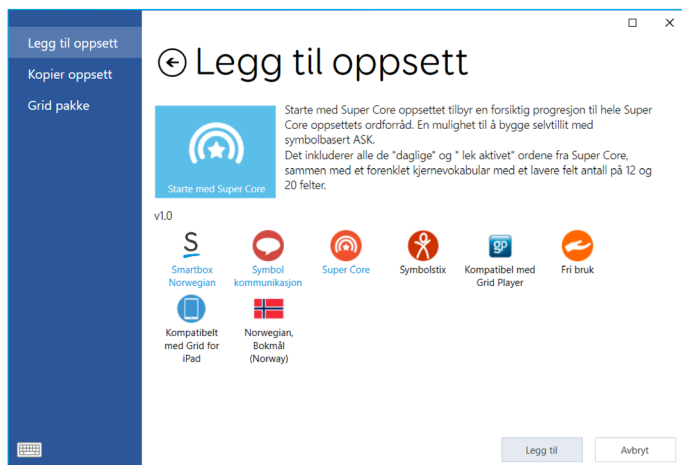 Legg til oppsett
Kopier oppsett
Grid pakke
Legg til oppsett
Starte med Super Core
Starte med Super Core oppsettet tilbyr en forsiktig progresjon til hele Super
Core oppsettets ordforråd. En mulighet til å bygge selvtillit med
symbolbasert ASK.
Det inkluderer alle de "daglige" og " lek aktivet" ordene fra Super Core,
sammen med et forenklet kjernevokabular med et lavere felt antall på 12 og
20 felter.
v1.0
S
Smartbox
Norwegian
Symbol
kommunikasjon
Super Core
Symbolstix
gp
Kompatibel med
Grid Player
Fri bruk
Kompatibelt
med Grid for
iPad
Norwegian,
Bokmål
(Norway)
Legg til
Avbryt